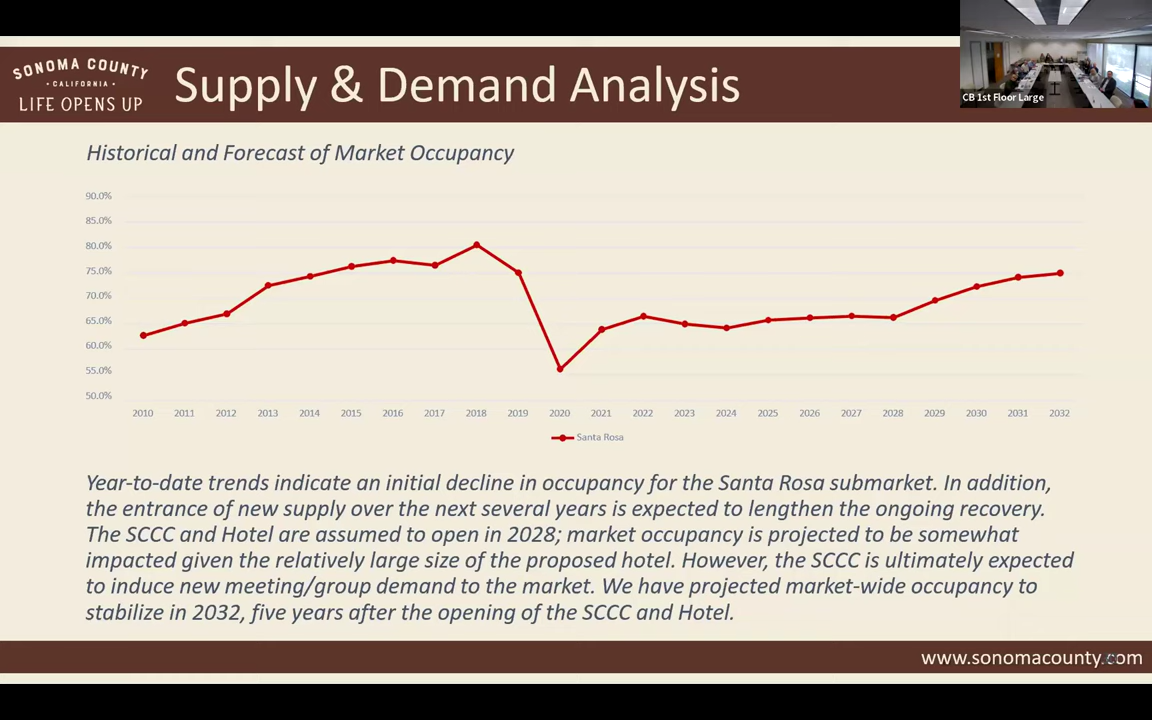 SONOMA COUNTY
• CALIFORNIA •
LIFE OPENS UP
Supply & Demand Analysis
CB 1st Floor Large
Historical and Forecast of Market Occupancy
90.0%
85.0%
80.0%
75.0%
70.0%
65.0%
60.0%
55.0%
50.0%
2010 2011 2012 2013 2014 2015 2016 2017 2018 2019 2020 2021 2022 2023 2024 2025 2026 2027 2028 2029 2030 2031 2032
Santa Rosa
Year-to-date trends indicate an initial decline in occupancy for the Santa Rosa submarket. In addition,
the entrance of new supply over the next several years is expected to lengthen the ongoing recovery.
The SCCC and Hotel are assumed to open in 2028; market occupancy is projected to be somewhat
impacted given the relatively large size of the proposed hotel. However, the SCCC is ultimately expected
to induce new meeting/group demand to the market. We have projected market-wide occupancy to
stabilize in 2032, five years after the opening of the SCCC and Hotel.
www.sonomacounty.com